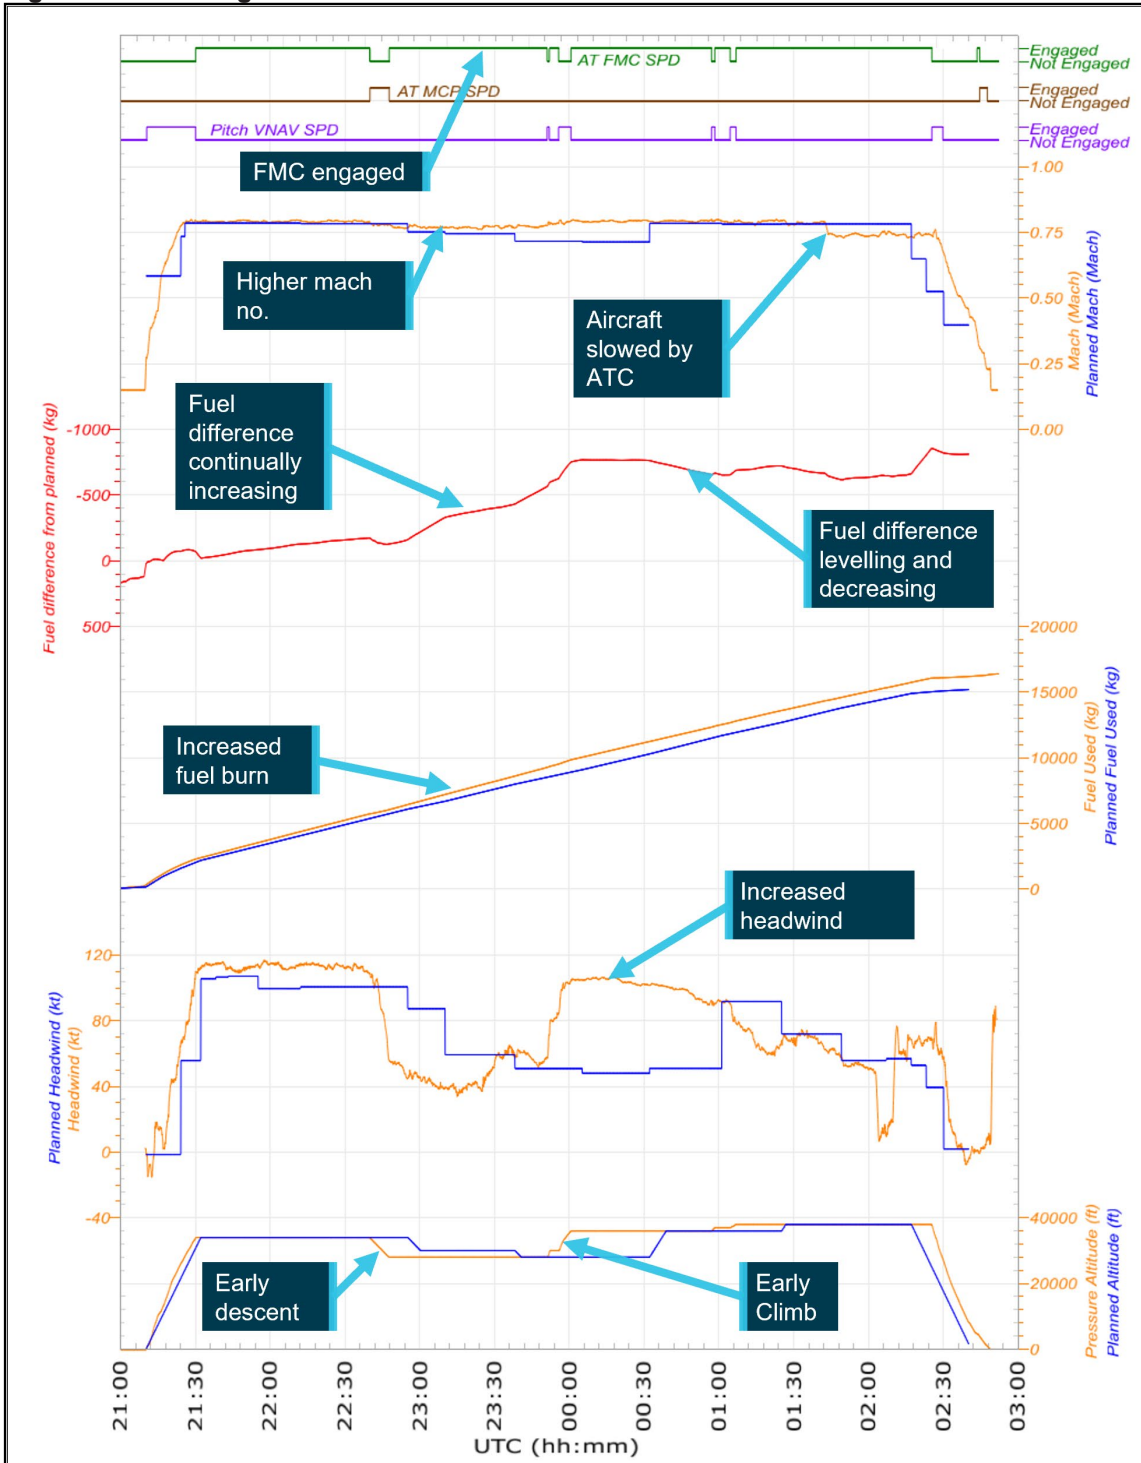 Engaged
Not Engaged
AT FMC SPD
Engaged
Not Engaged
AT MCP SPD
Engaged
Not Engaged
Pitch VNAV SPD
FMC engaged
1.00
0.75
0.50
0.25
0.00
Mach (Mach)
Planned Mach (Mach)
Higher mach
no.
Aircraft
slowed by
ATC
Fuel
difference
continually
increasing
Fuel difference
levelling and
decreasing
Fuel difference from planned (kg)
-1000
-500
0
500
20000
15000
10000
5000
0
Fuel Used (kg)
Planned Fuel Used (kg)
Increased
fuel burn
Increased
headwind
Planned Headwind (kt)
Headwind (kt)
120
80
40
0
-40
40000
20000
0
Pressure Altitude (ft)
Planned Altitude (ft)
Early
descent
Early
Climb
21:00
21:30
22:00
22:30
23:00
23:30
00:00
00:30
01:00
01:30
02:00
02:30
03:00
UTC (hh:mm)